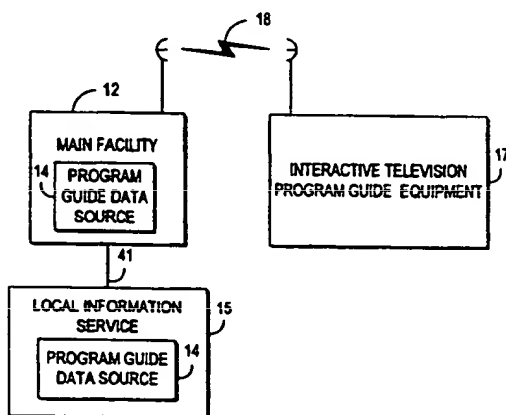 18
12
MAIN FACILITY
14
PROGRAM
GUIDE DATA
SOURCE
INTERACTIVE TELEVISION
PROGRAM GUIDE EQUIPMENT
17
41
LOCAL INFORMATION
SERVICE
15
PROGRAM GUIDE
DATA SOURCE
14